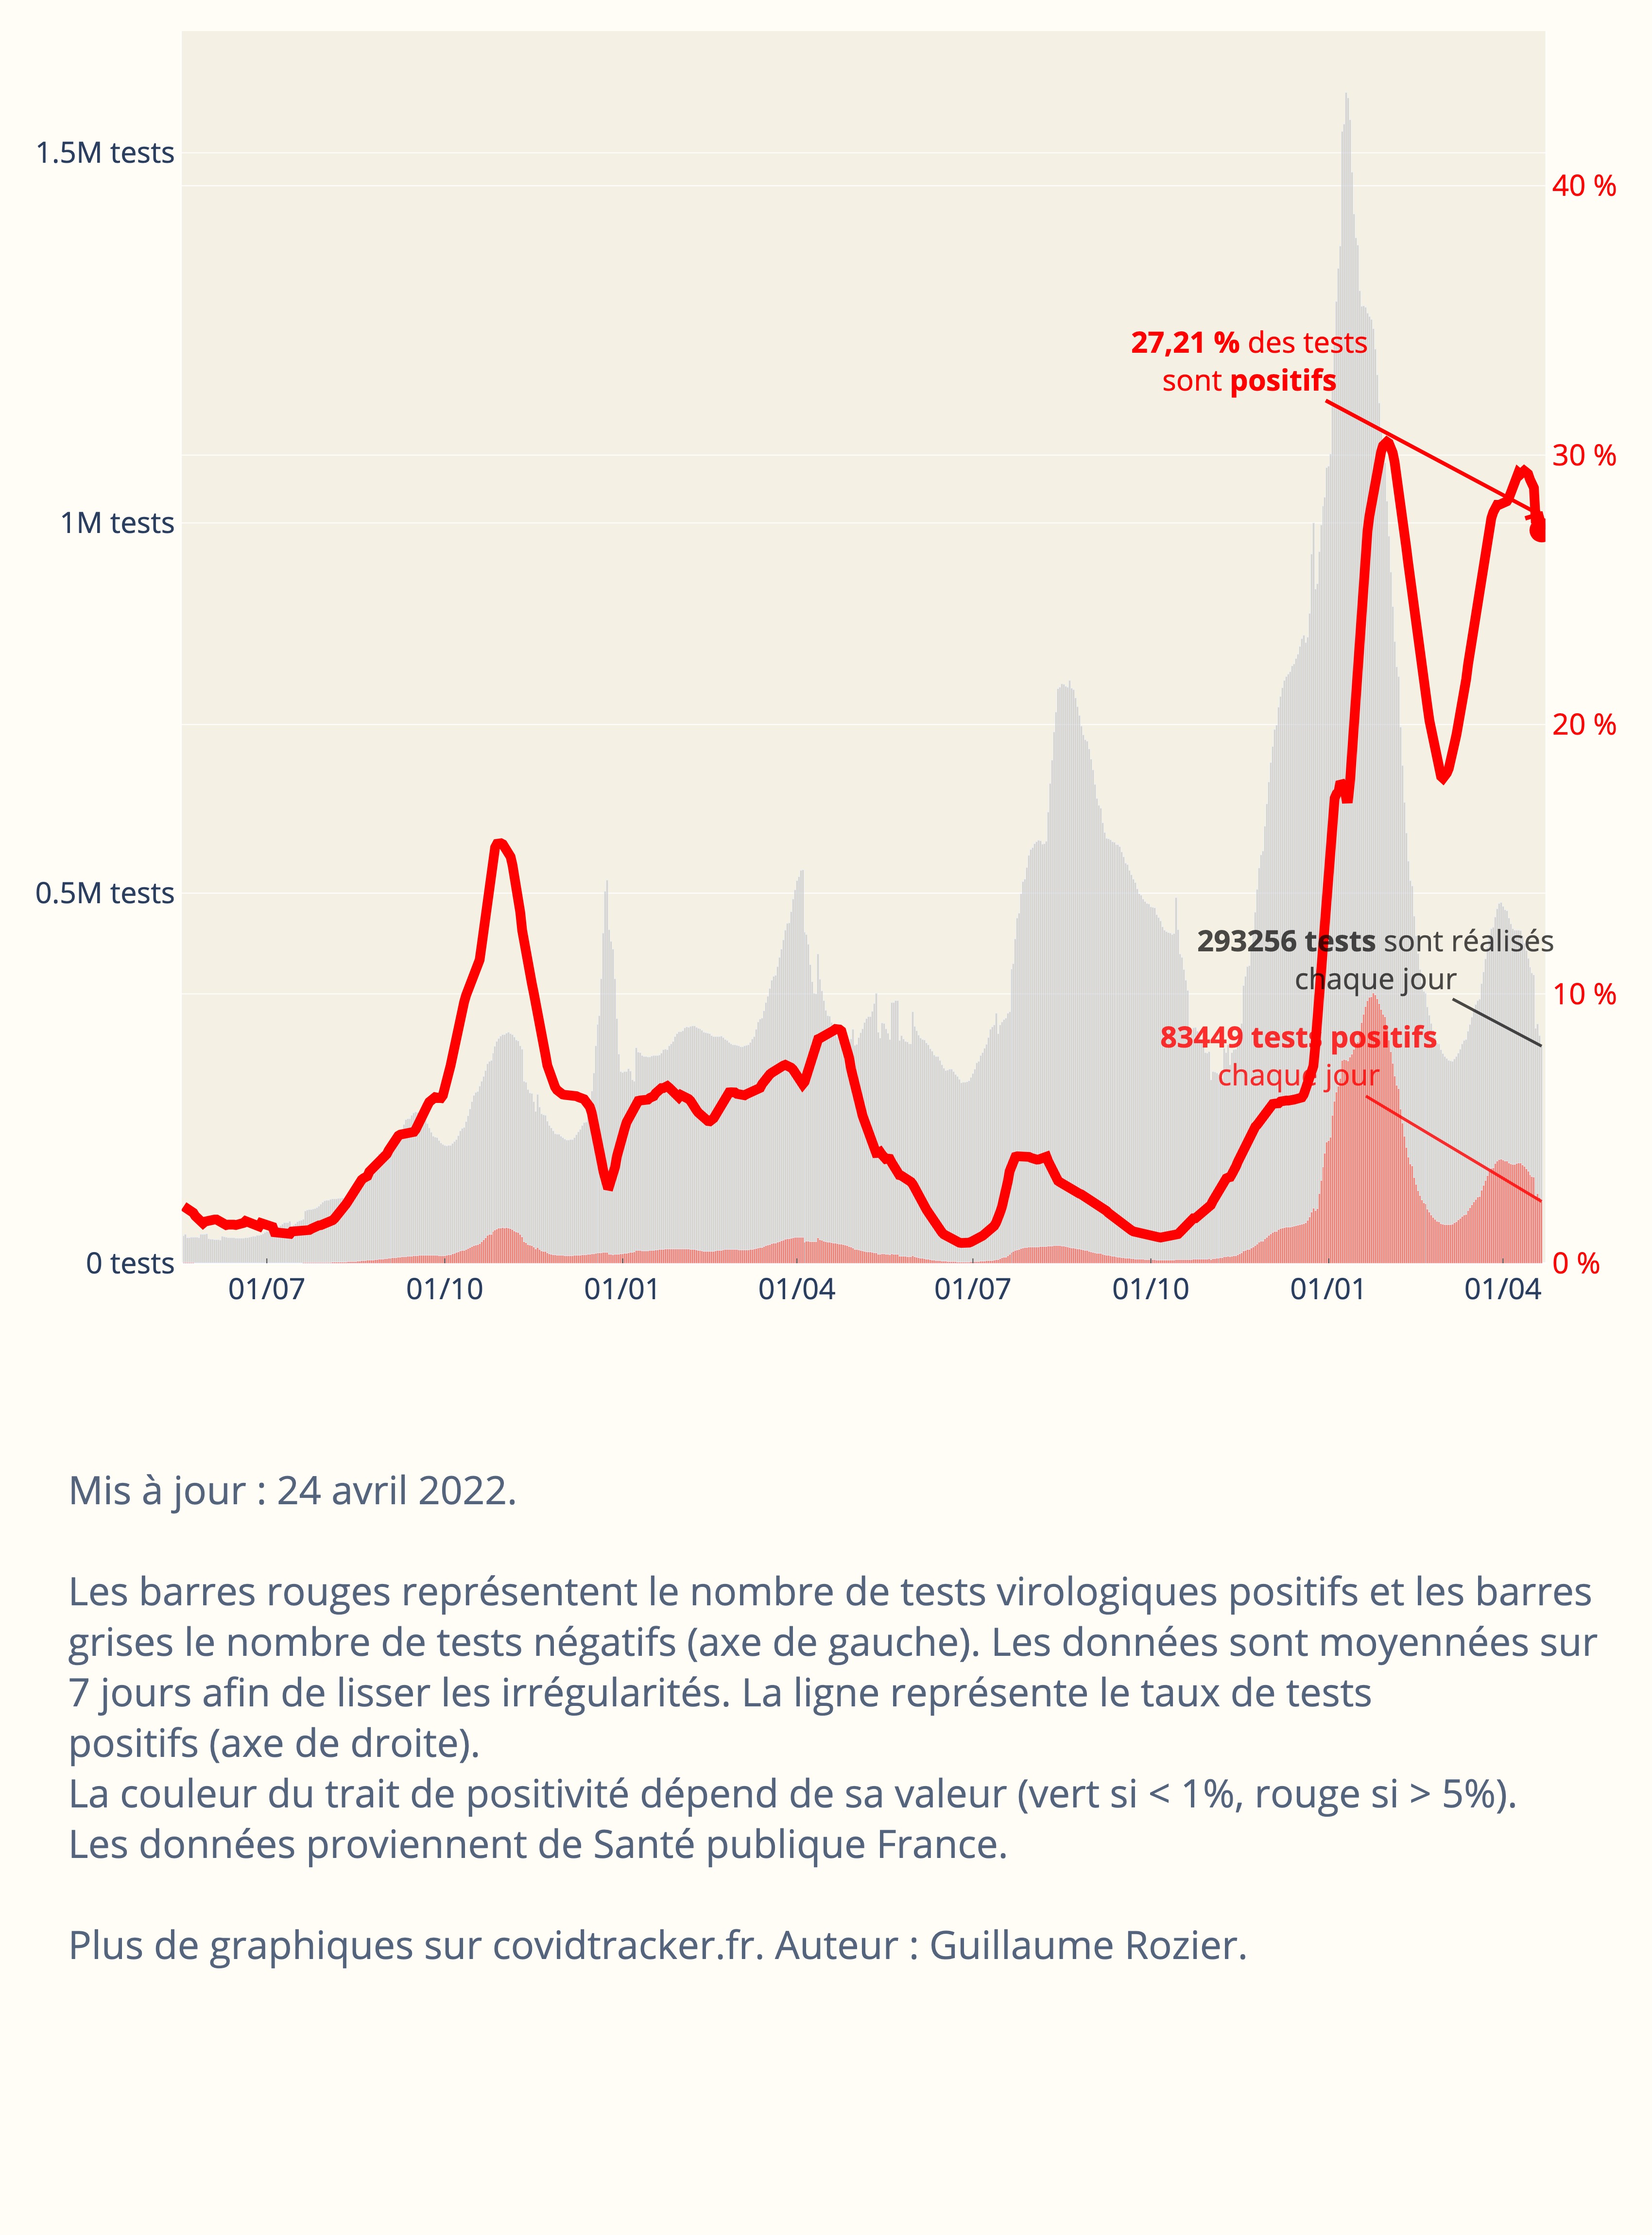 1.5M tests
40 %
27,21 % des tests
sont positifs
30 %
1M tests
20 %
0.5M tests
293256 tests sont réalisés
chaque jour
10 %
83449 tests positifs
chaque jour
0 tests
0 %
01/07
01/10
01/01
01/04
01/07
01/10
01/01
01/04
Mis à jour : 24 avril 2022.
Les barres rouges représentent le nombre de tests virologiques positifs et les barres
grises le nombre de tests négatifs (axe de gauche). Les données sont moyennées sur
7 jours afin de lisser les irrégularités. La ligne représente le taux de tests
positifs (axe de droite).
La couleur du trait de positivité dépend de sa valeur (vert si < 1%, rouge si > 5%).
Les données proviennent de Santé publique France.
Plus de graphiques sur covidtracker.fr. Auteur : Guillaume Rozier.